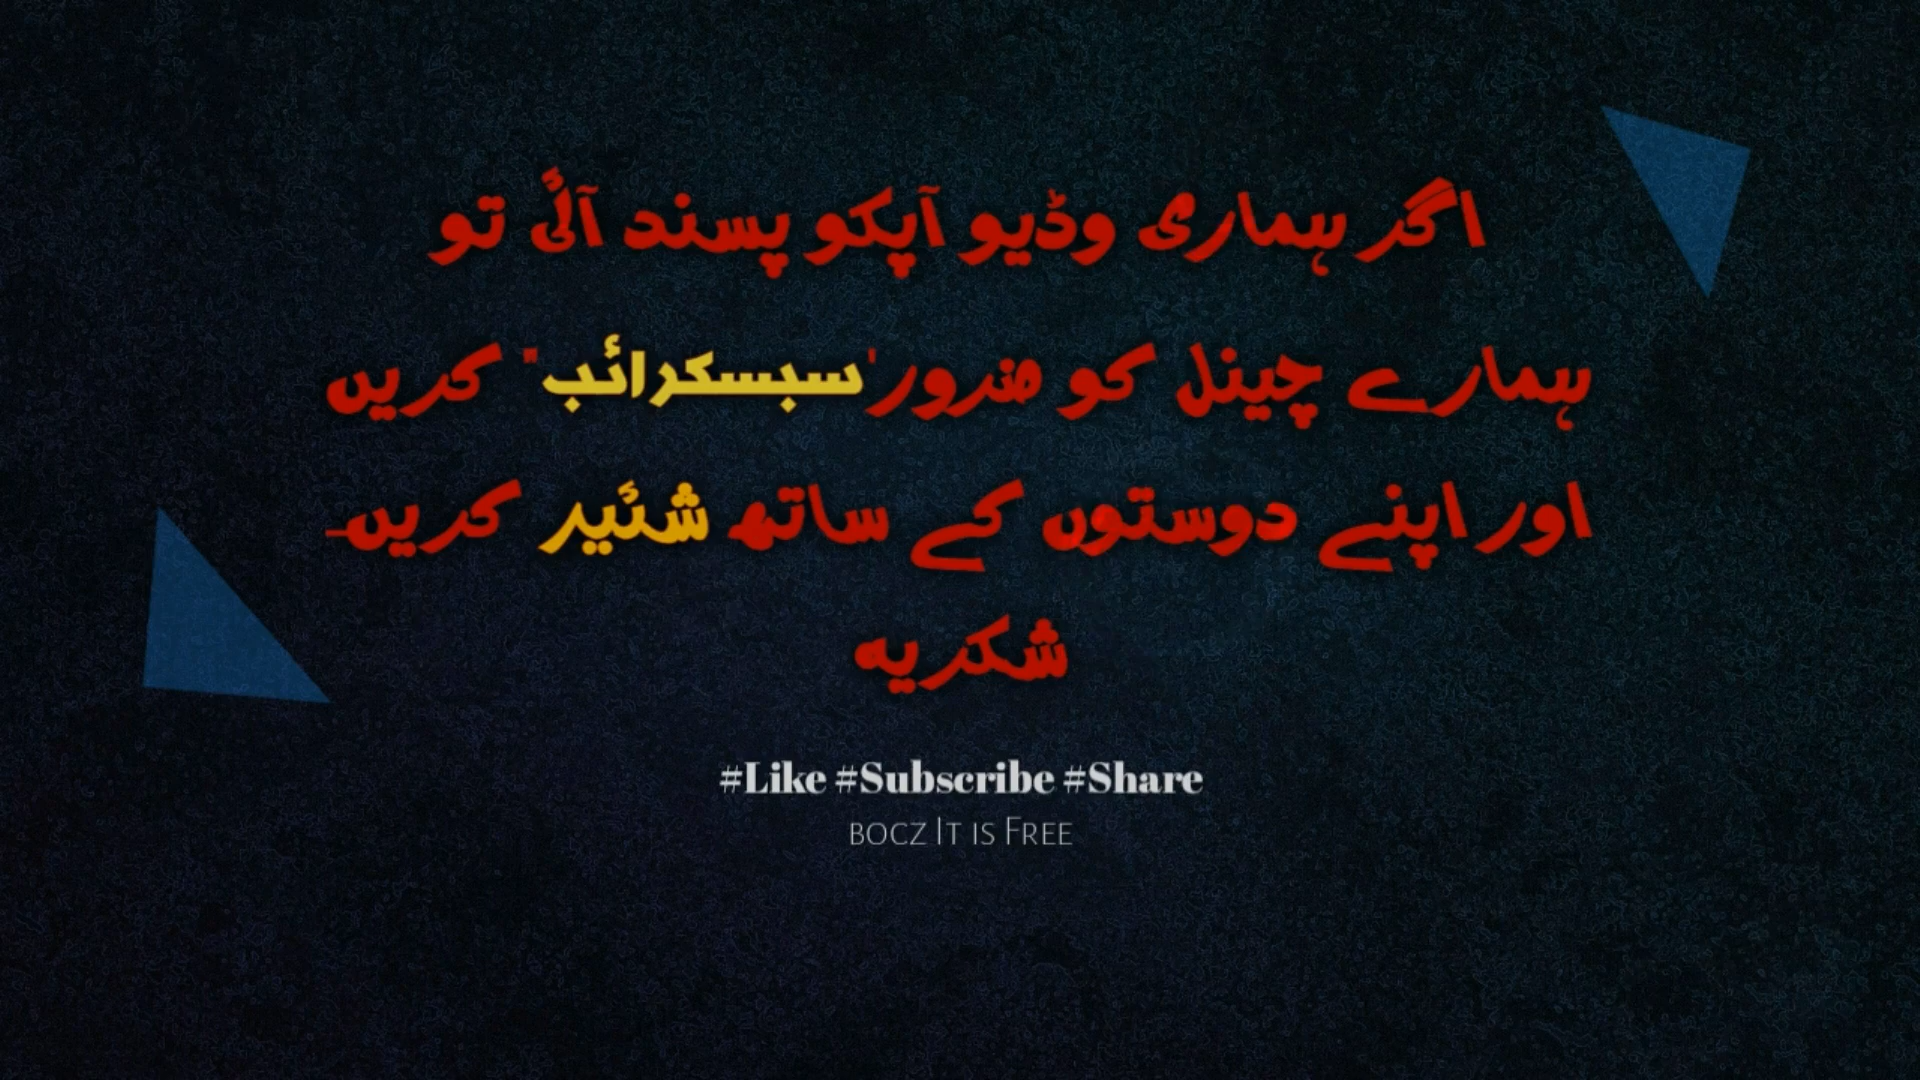 اگر ہماری وڈیو آپکو پسند آئی تو
ہمارے چینل کو ضرور'سبسکرائب' کریں
اور اپنے دوستوں کے ساتھ شئیر کریں۔
شکریہ
#Like #Subscribe #Share
bocz It is Free